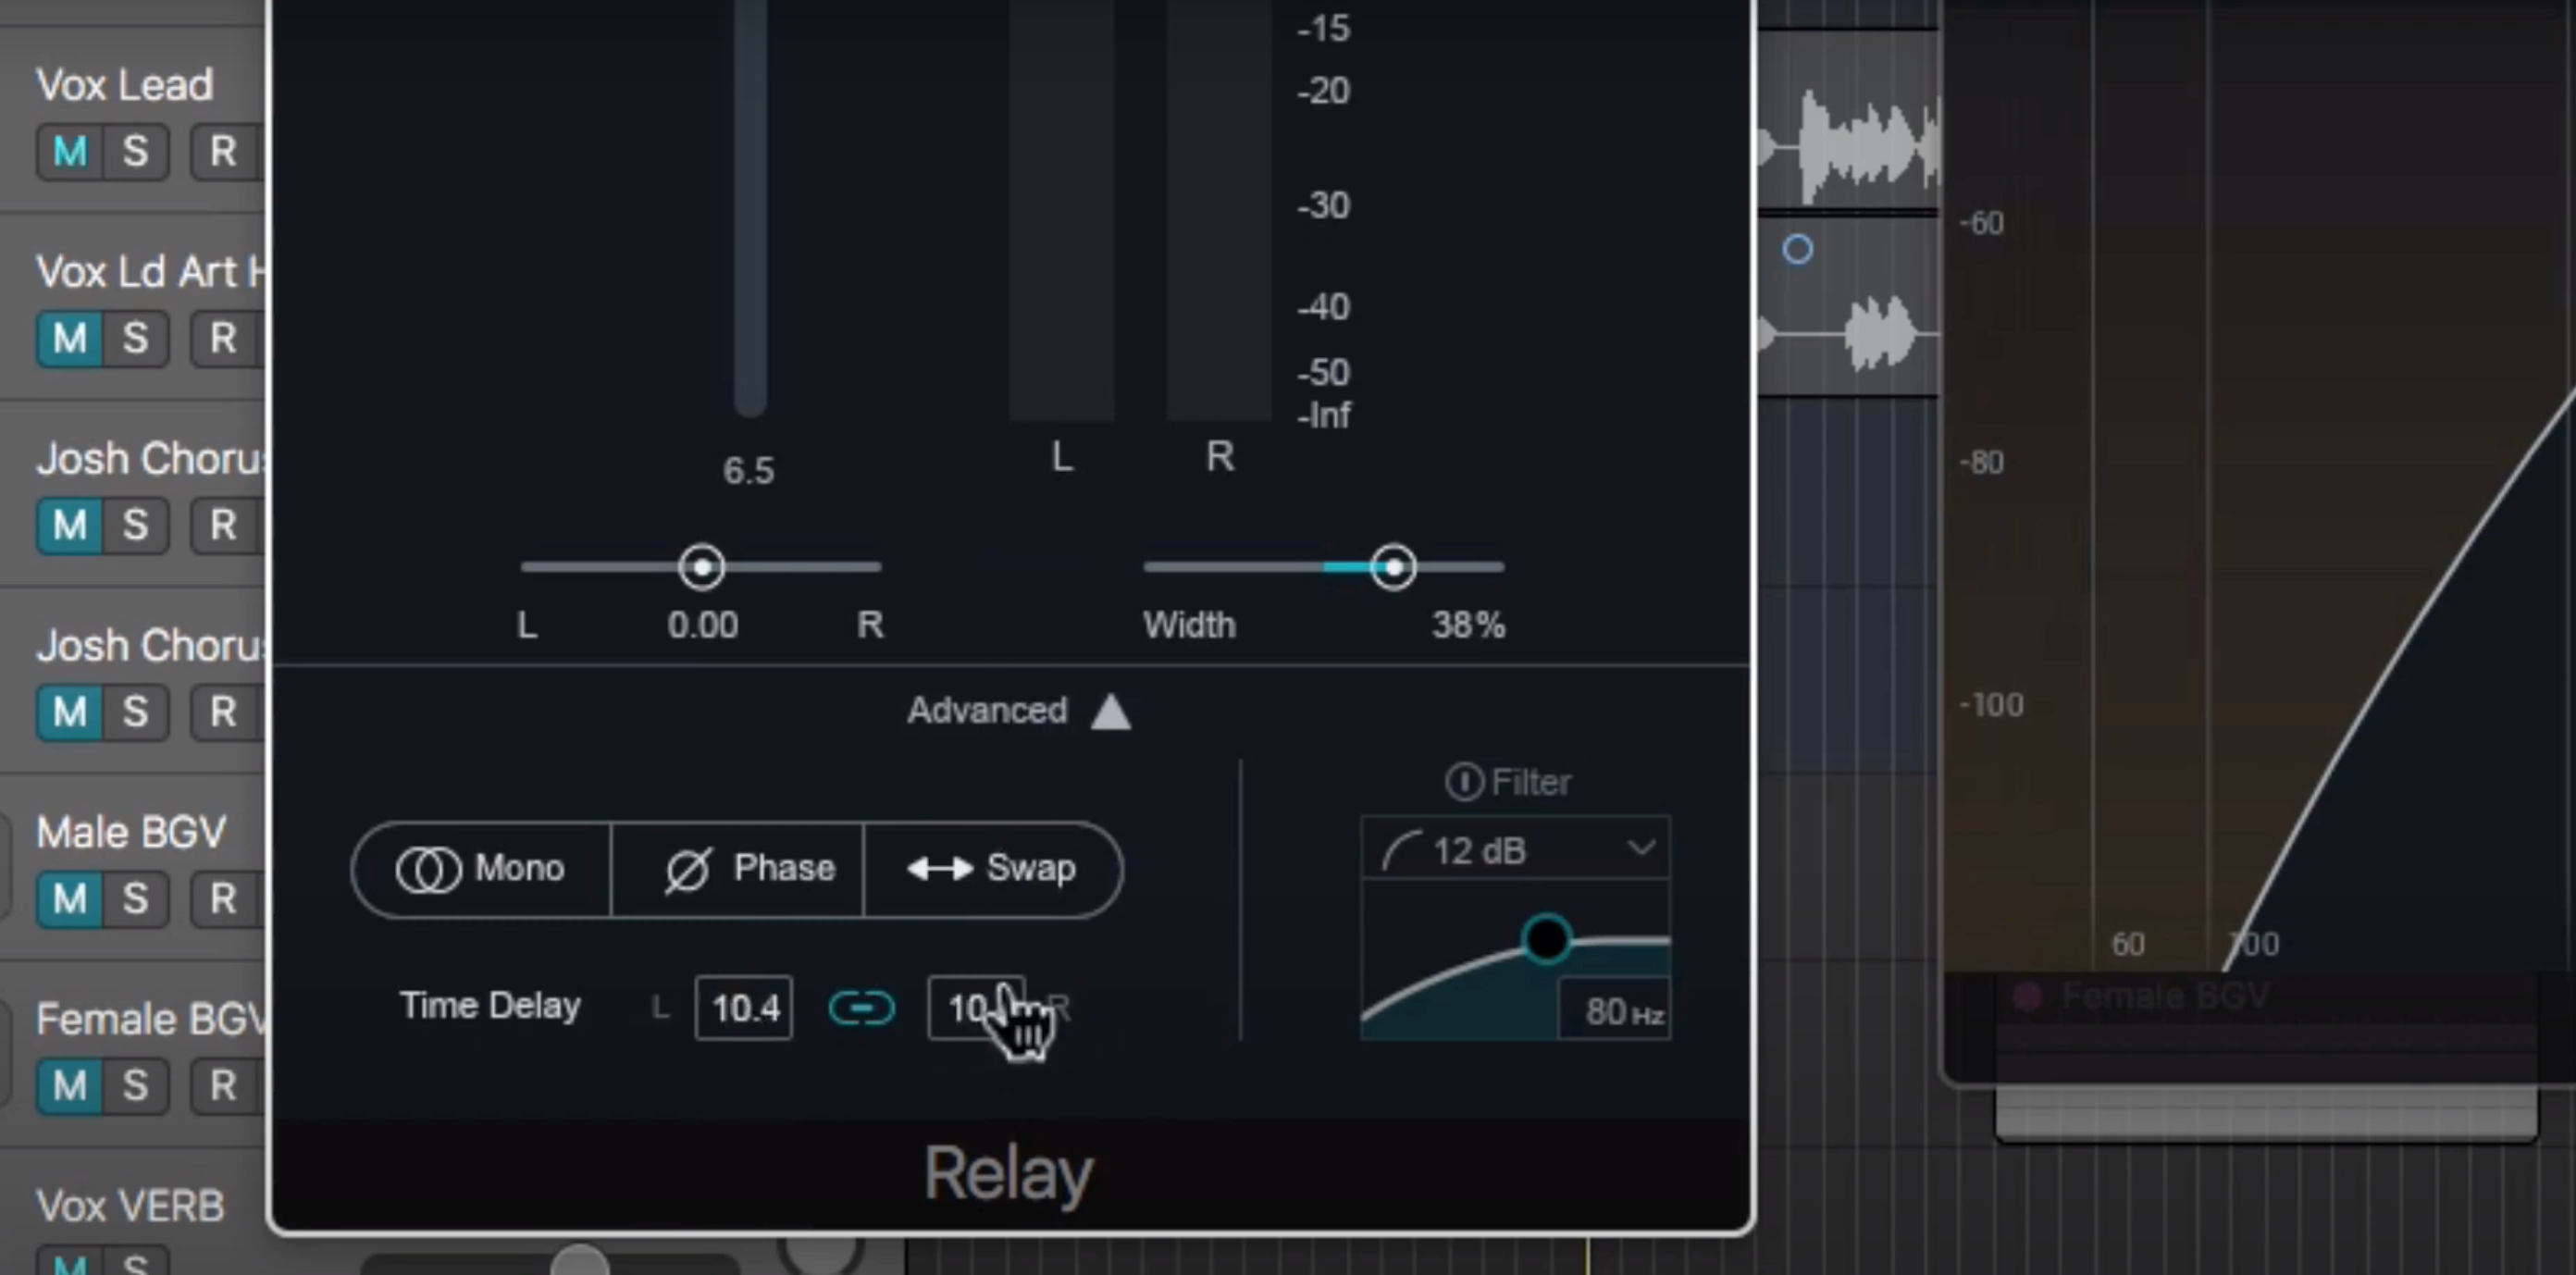 Vox Lead
M S R
Vox Ld Art
M S R
Josh Chorus
M S R
Josh Chorus
M S R
Male BGV
M S R
Female BGV
M S R
Vox VERB
M S
-15
-20
-30
-40
-50
-Inf
L R
6.5
L 0.00 R
Width 38%
Advanced
Mono Phase Swap
Time Delay L 10.4 R
Filter
12 dB
80 Hz
Relay
-60
-80
-100
60 100
Female BGV